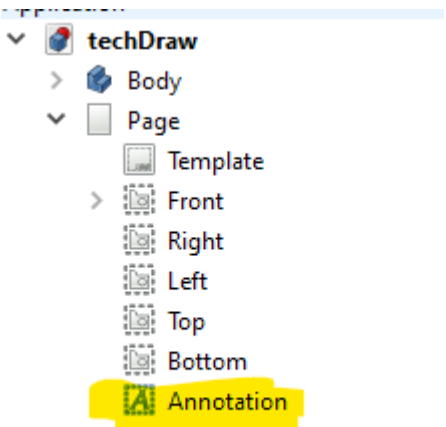 techDraw
Body
Page
Template
Front
Right
Left
Top
Bottom
Annotation